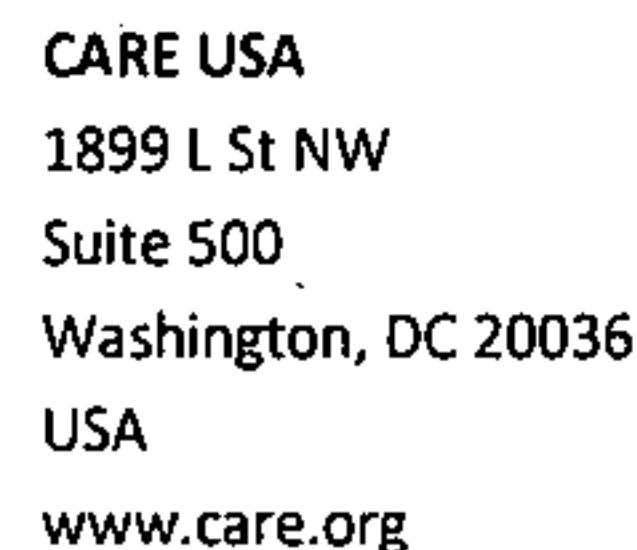 CARE USA
1899 L St NW
Suite 500
Washington, DC 20036
USA
www.care.org